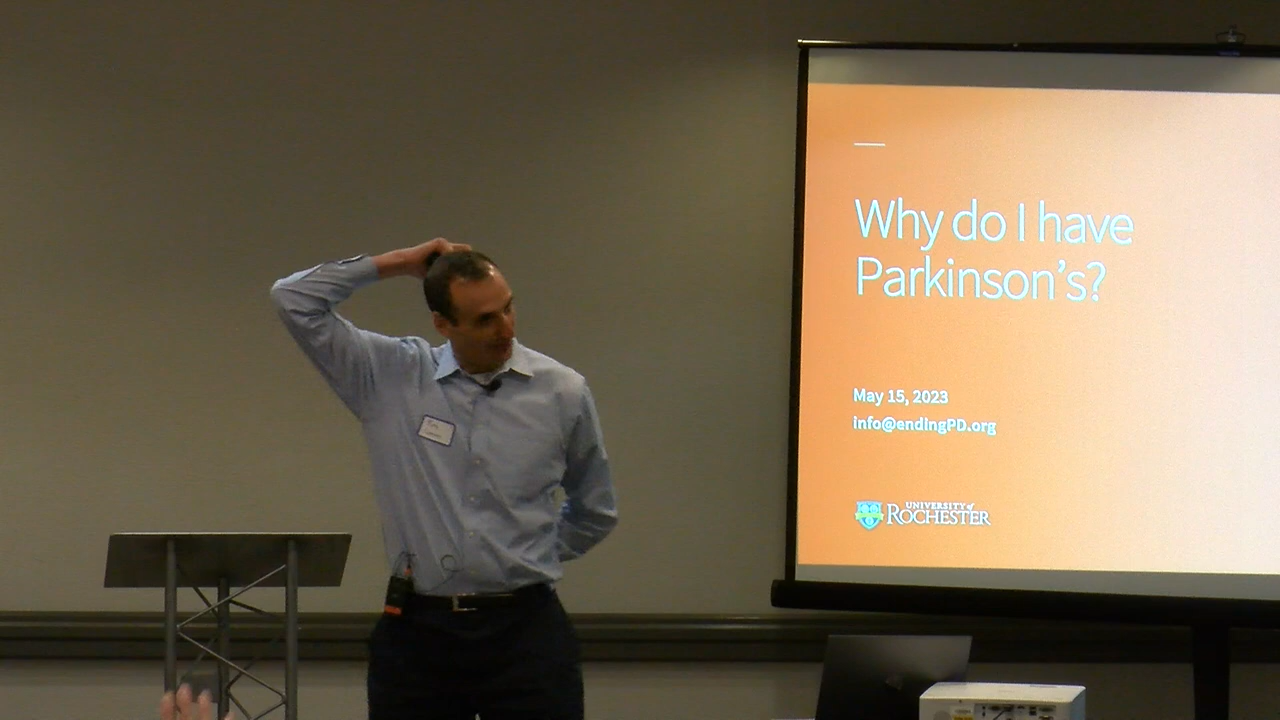 Why do I have
Parkinson's?
May 15, 2023
info@endingPD.org
UNIVERSITY of
ROCHESTER